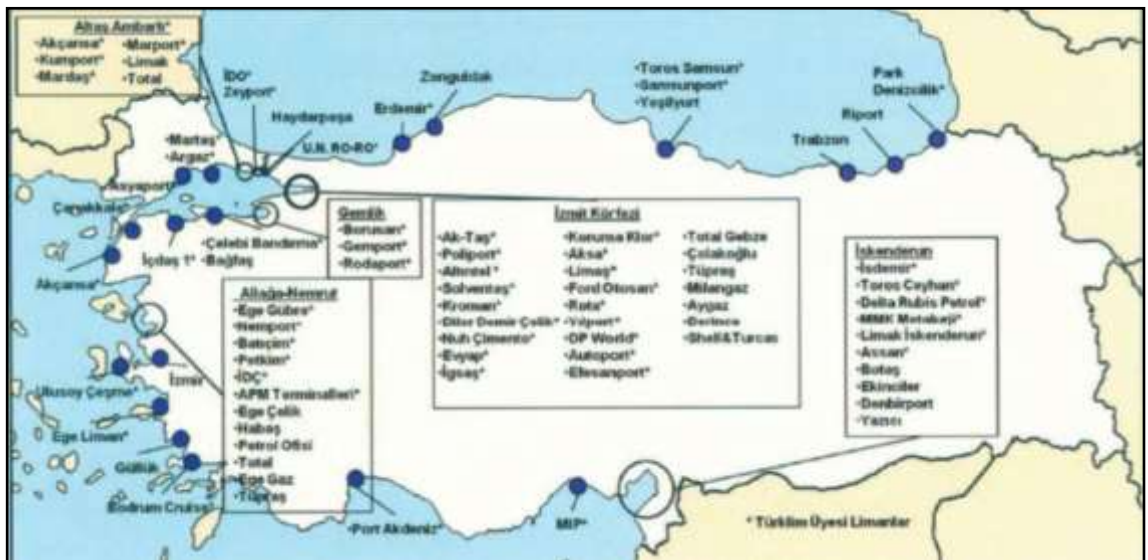 Altaş Ambarlı*
•Akçansa* •Marport*
•Kumport* •Limak
•Mardaş* •Total
İDO*
Zeyport*
Haydarpaşa
U.N. RO-RO*
Erdemir*
Zonguldak
•Toros Samsun*
•Samsunport*
•Yeşilyurt
Park
Denizcilik*
Riport
Trabzon
•Martaş*
•Argaz*
•Asyaport*
Çanakkale*
İçdaş 1*
•Çelebi Bandırma*
•Bağfaş
Akçansa*
Gemlik
•Borusan*
•Gemport*
•Rodaport*
İzmit Körfezi
•Ak-Taş* •Koruma Klor* •Total Gebze
•Poliport* •Aksa* •Çolakoğlu
•Altıntel* •Limaş* •Tüpraş
•Solventaş* •Ford Otosan* •Milangaz
•Kroman* •Rota* •Aygaz
•Diler Demir Çelik* •Yılport* •Derince
•Nuh Çimento* •DP World* •Shell&Turcas
•Evyap* •Autoport*
•İgsaş* •Efesanport*
İskenderun
•İsdemir*
•Toros Ceyhan*
•Delta Rubis Petrol*
•MMK Metalurji*
•Limak İskenderun*
•Assan*
•Botaş
•Ekinciler
•Denbirport
•Yazıcı
Aliağa-Nemrut
•Ege Gübre*
•Nemport*
•Batıçim*
•Petkim*
•İDÇ*
•APM Terminalleri*
•Ege Çelik
•Habaş
•Petrol Ofisi
•Total
•Ege Gaz
•Tüpraş
İzmir
Ulusoy Çeşme*
Ege Liman*
Güllük
Bodrum Cruise*
•Port Akdeniz*
MIP*
* Türklim Üyesi Limanlar